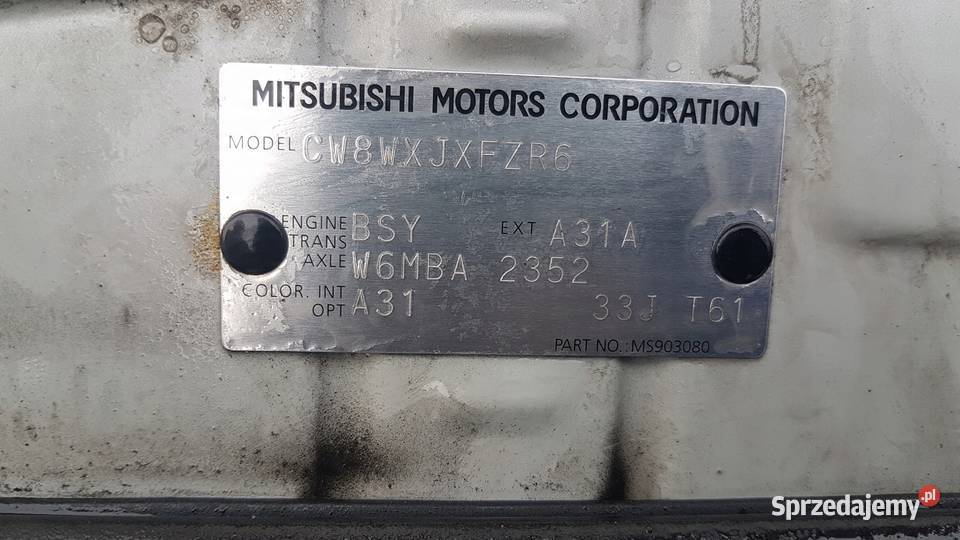 MITSUBISHI MOTORS CORPORATION
MODEL CW8WXJXFZR6
ENGINE BSY EXT A31A
TRANS
AXLE W6MBA 2352
COLOR. INT A31 33J T61
OPT
PART NO.:MS903080
Sprzedajemy.pl